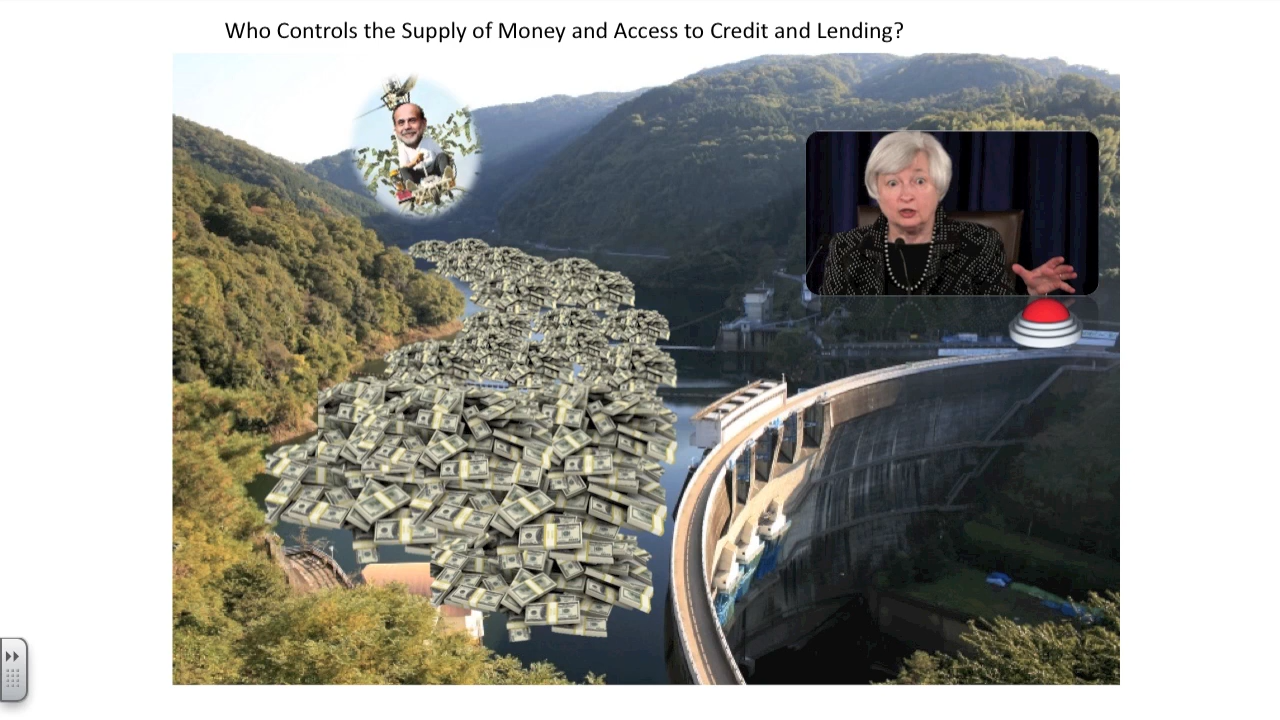 Who Controls the Supply of Money and Access to Credit and Lending?